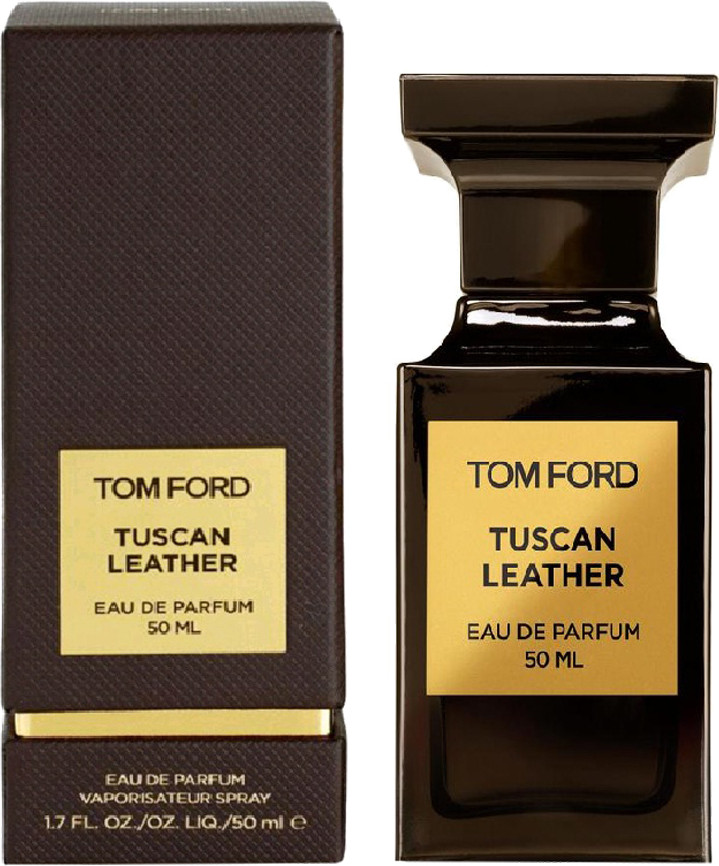 TOM FORD
TUSCAN
LEATHER
EAU DE PARFUM
50 ML
EAU DE PARFUM
VAPORISATEUR SPRAY
1.7 FL. OZ./OZ. LIQ./50 ml e
TOM FORD
TUSCAN
LEATHER
EAU DE PARFUM
50 ML